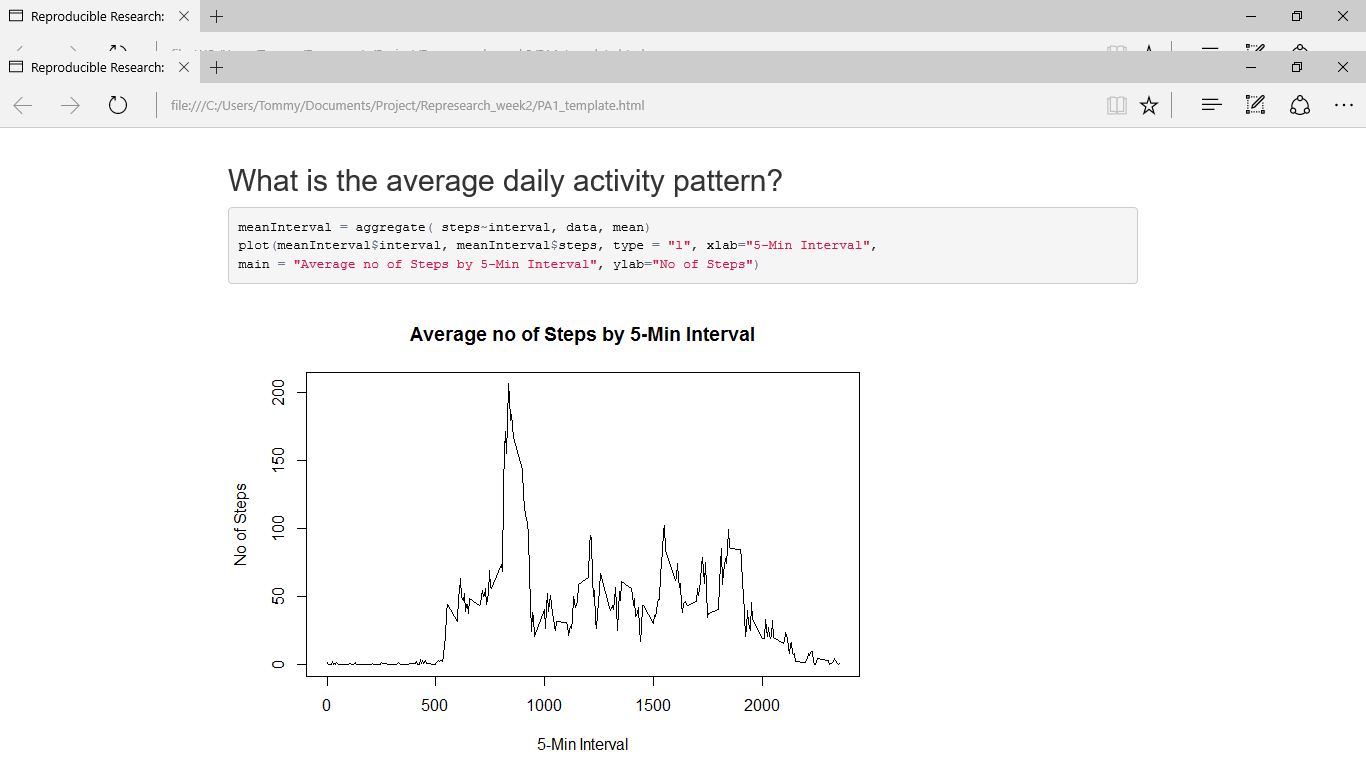 Reproducible Research:
Reproducible Research:
file:///C:/Users/Tommy/Documents/Project/Represearch_week2/PA1_template.html
What is the average daily activity pattern?
meanInterval = aggregate( steps~interval, data, mean)
plot(meanInterval$interval, meanInterval$steps, type = "l", xlab="5-Min Interval",
main = "Average no of Steps by 5-Min Interval", ylab="No of Steps")
Average no of Steps by 5-Min Interval
No of Steps
200
150
100
50
0
0 500 1000 1500 2000
5-Min Interval